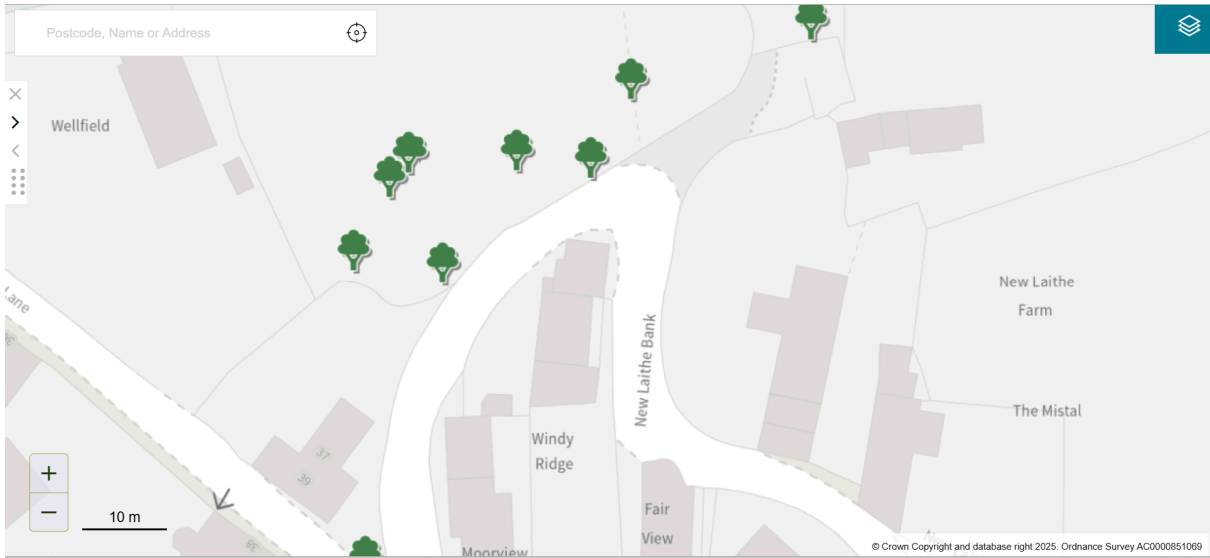 Postcode, Name or Address
Wellfield
New Laithe
Farm
Lane
New Laithe Bank
The Mistal
37
39
Windy
Ridge
Fair
View
38
Moorview
10 m
© Crown Copyright and database right 2025. Ordnance Survey AC0000851069